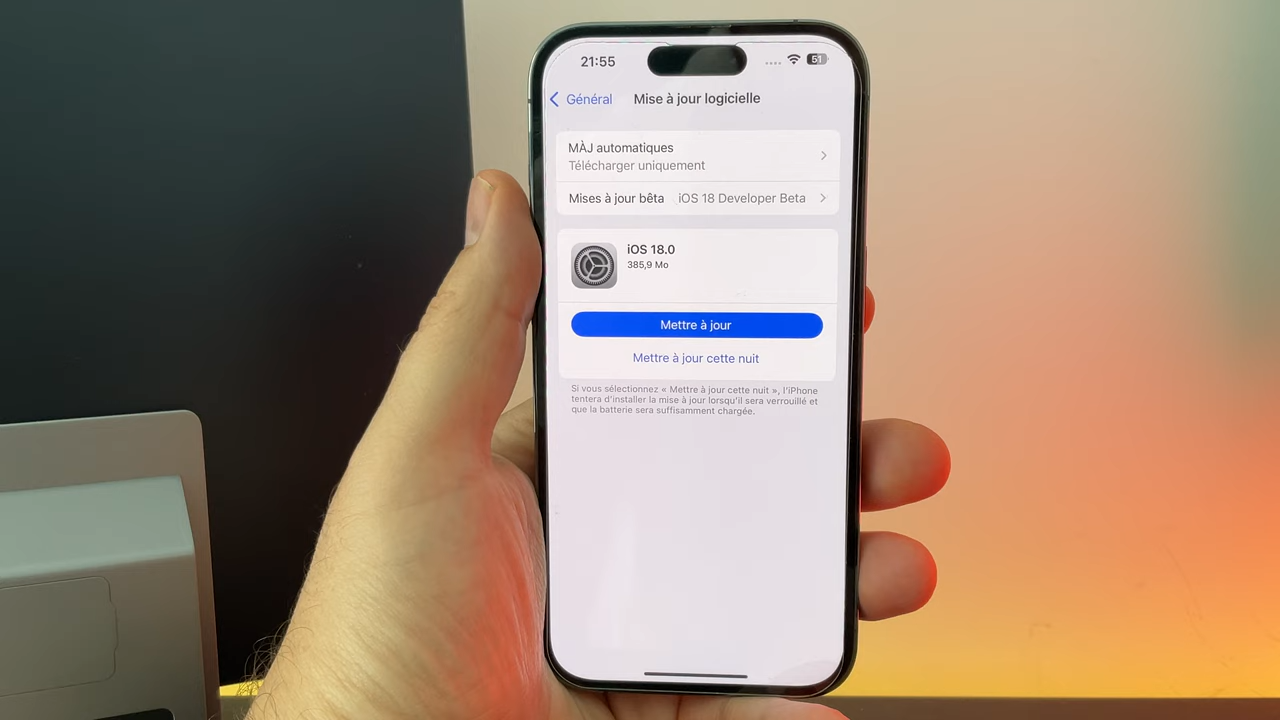 21:55
51
Général Mise à jour logicielle
MÀJ automatiques
Télécharger uniquement
Mises à jour bêta iOS 18 Developer Beta
iOS 18.0
385,9 Mo
Mettre à jour
Mettre à jour cette nuit
Si vous sélectionnez « Mettre à jour cette nuit », l'iPhone
tentera d'installer la mise à jour lorsqu'il sera verrouillé et
que la batterie sera suffisamment chargée.